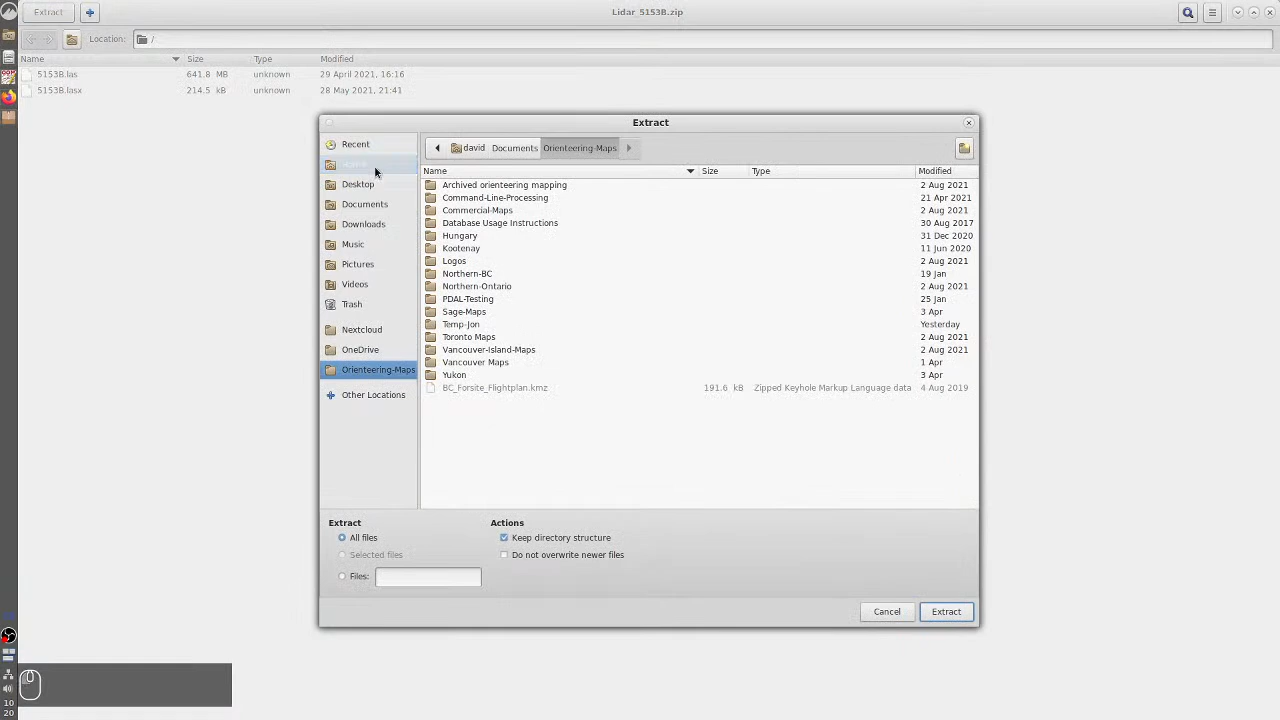 Extract
Lidar_5153B.zip
Location:
/
Name Size Type Modified
5153B.las 641.8 MB unknown 29 April 2021, 16:16
5153B.lasx 214.5 kB unknown 28 May 2021, 21:41
Extract
Recent
Desktop
Documents
Downloads
Music
Pictures
Videos
Trash
Nextcloud
OneDrive
Orienteering-Maps
Other Locations
david Documents Orienteering-Maps
Name Size Type Modified
Archived orienteering mapping 2 Aug 2021
Command-Line-Processing 21 Apr 2021
Commercial-Maps 2 Aug 2021
Database Usage Instructions 30 Aug 2017
Hungary 31 Dec 2020
Kootenay 11 Jun 2020
Logos 2 Aug 2021
Northern-BC 19 Jan
Northern-Ontario 2 Aug 2021
PDAL-Testing 25 Jan
Sage-Maps 3 Apr
Temp-Jon Yesterday
Toronto Maps 2 Aug 2021
Vancouver-Island-Maps 2 Aug 2021
Vancouver Maps 1 Apr
Yukon 3 Apr
BC_Forsite_Flightplan.kmz 191.6 kB Zipped Keyhole Markup Language data 4 Aug 2019
Extract
All files
Selected files
Files:
Actions
Keep directory structure
Do not overwrite newer files
Cancel
Extract
10
20